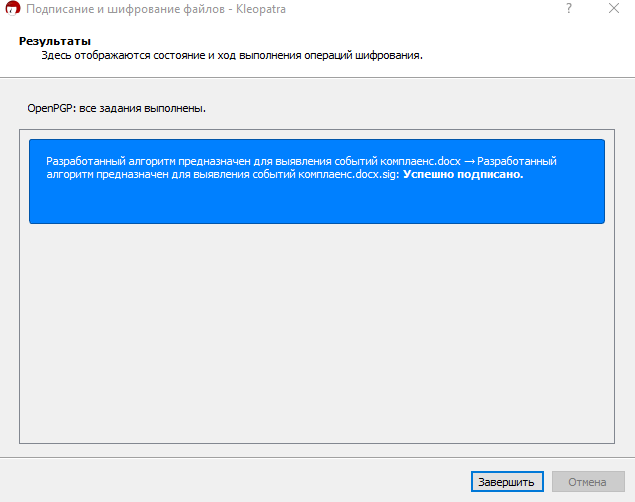 Подписание и шифрование файлов - Kleopatra
?
Результаты
Здесь отображаются состояние и ход выполнения операций шифрования.
OpenPGP: все задания выполнены.
Разработанный алгоритм предназначен для выявления событий комплаенс.docx → Разработанный
алгоритм предназначен для выявления событий комплаенс.docx.sig: Успешно подписано.
Завершить
Отмена